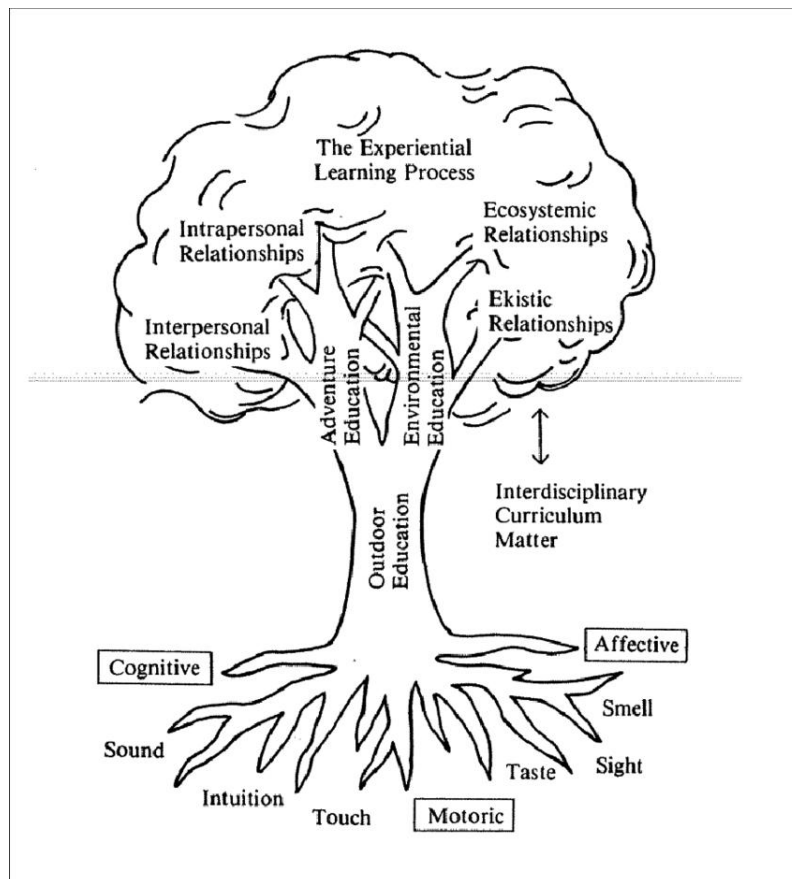 The Experiential
Learning Process
Intrapersonal
Relationships
Ecosystemic
Relationships
Interpersonal
Relationships
Ekistic
Relationships
Adventure
Education
Environmental
Education
Interdisciplinary
Curriculum
Matter
Outdoor
Education
Cognitive
Affective
Sound
Smell
Intuition
Taste
Sight
Touch
Motoric